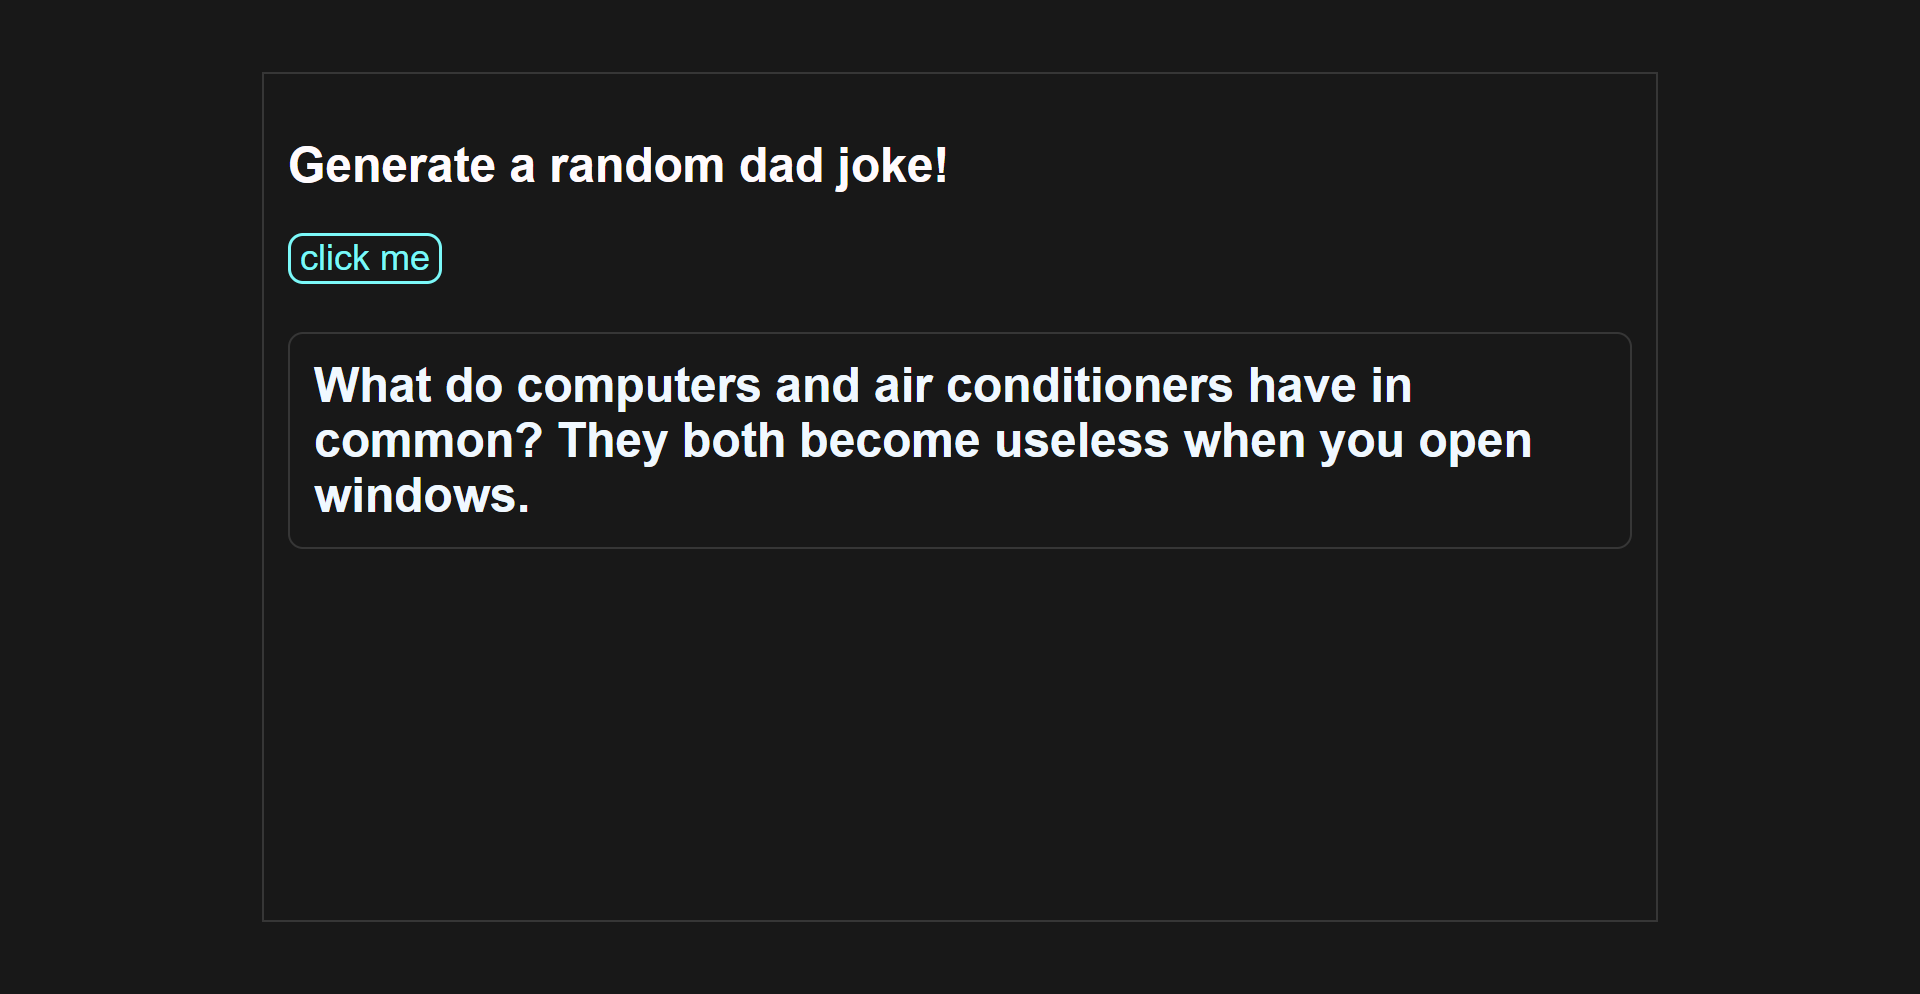 Generate a random dad joke!
click me
What do computers and air conditioners have in
common? They both become useless when you open
windows.